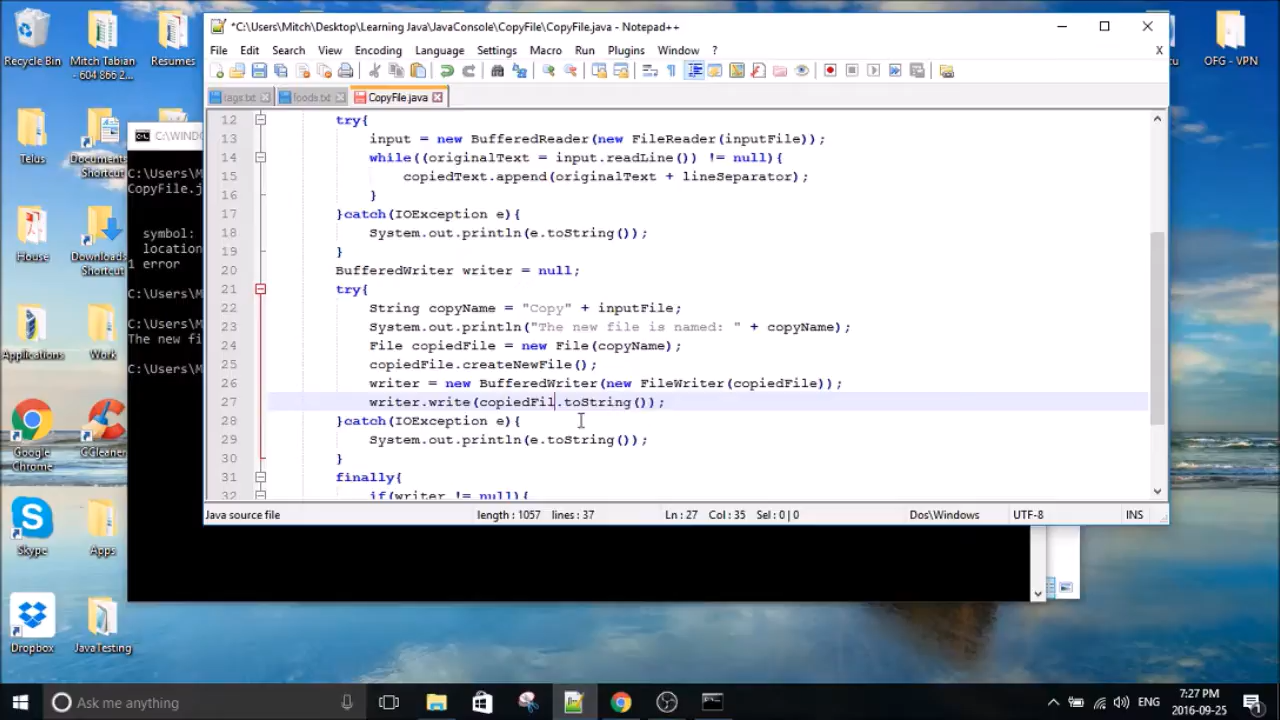 *C:\Users\Mitch\Desktop\Learning Java\JavaConsole\CopyFile\CopyFile.java - Notepad++
File Edit Search View Encoding Language Settings Macro Run Plugins Window ? X
tags.txt foods.txt CopyFile.java
12 try{
13 input = new BufferedReader(new FileReader(inputFile));
14 while((originalText = input.readLine()) != null){
15 copiedText.append(originalText + lineSeparator);
16 }
17 }catch(IOException e){
18 System.out.println(e.toString());
19 }
20 BufferedWriter writer = null;
21 try{
22 String copyName = "Copy" + inputFile;
23 System.out.println("The new file is named: " + copyName);
24 File copiedFile = new File(copyName);
25 copiedFile.createNewFile();
26 writer = new BufferedWriter(new FileWriter(copiedFile));
27 writer.write(copiedFil.toString());
28 }catch(IOException e){
29 System.out.println(e.toString());
30 }
31 finally{
32 if(writer != null){
Java source file length : 1057 lines : 37 Ln : 27 Col : 35 Sel : 0 | 0 Dos\Windows UTF-8 INS
C:\WINDO
C:\Users\M
CopyFile.j
symbol:
location
1 error
C:\Users\M
C:\Users\M
The new fi
C:\Users\M
Recycle Bin
Mitch Tabian
- 604 866 2...
Resumes
Telus
Documents
Shortcut
House
Downloads
Shortcut
Applications
Work
Google
Chrome
CCleaner
Skype
Apps
Dropbox
JavaTesting
OFG - VPN
Ask me anything
ENG
7:27 PM
2016-09-25
1